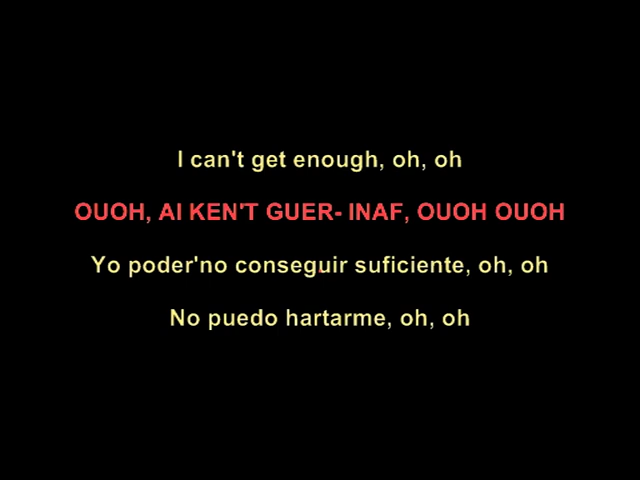 I can't get enough, oh, oh
OUOH, AI KEN'T GUER- INAF, OUOH OUOH
Yo poder'no conseguir suficiente, oh, oh
No puedo hartarme, oh, oh